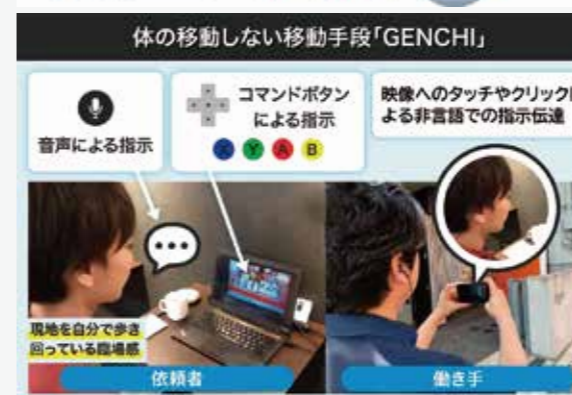 体の移動しない移動手段「GENCHI」
音声による指示
コマンドボタン
による指示
X Y A B
映像へのタッチやクリックに
よる非言語での指示伝達
現地を自分で歩き
回っている臨場感
依頼者
働き手